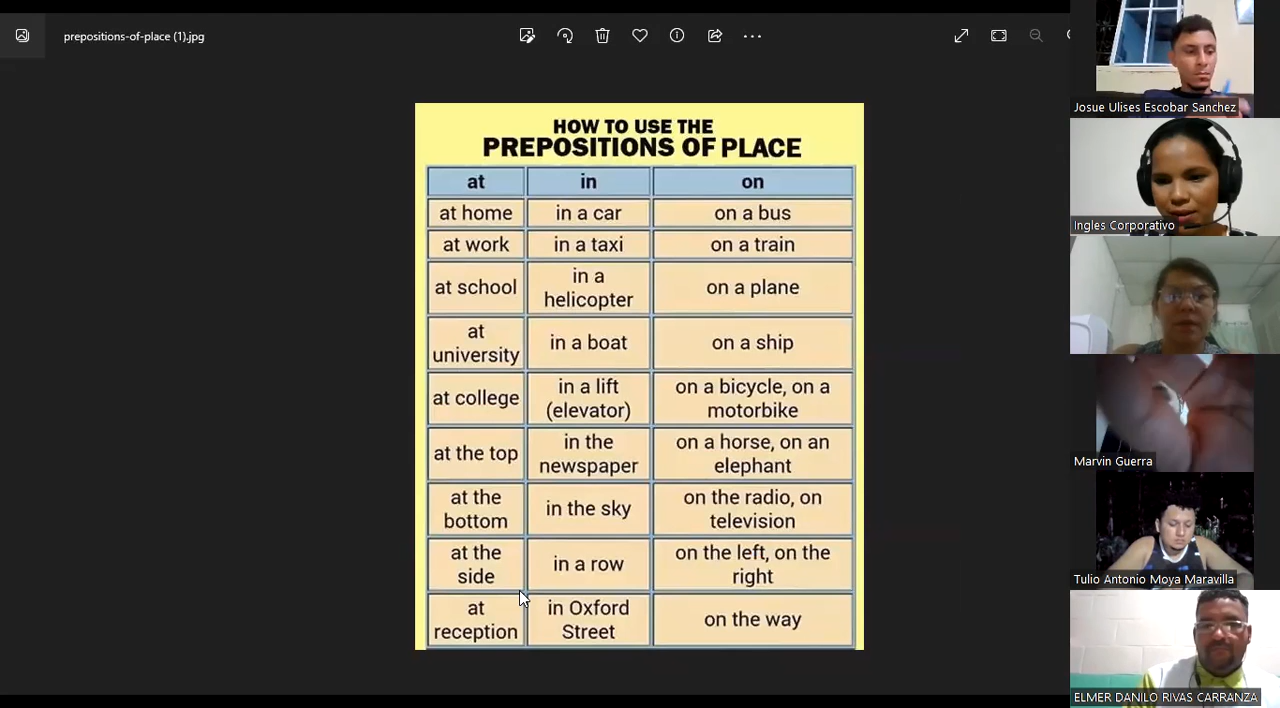 prepositions-of-place (1).jpg
HOW TO USE THE
PREPOSITIONS OF PLACE
at in on
at home in a car on a bus
at work in a taxi on a train
at school in a helicopter on a plane
at university in a boat on a ship
at college in a lift (elevator) on a bicycle, on a motorbike
at the top in the newspaper on a horse, on an elephant
at the bottom in the sky on the radio, on television
at the side in a row on the left, on the right
at reception in Oxford Street on the way
Josue Ulises Escobar Sanchez
Ingles Corporativo
Marvin Guerra
Tulio Antonio Moya Maravilla
ELMER DANILO RIVAS CARRANZA